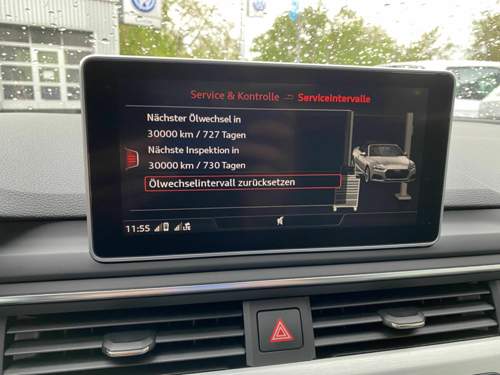 Service & Kontrolle Serviceintervalle
Nächster Ölwechsel in
30000 km / 727 Tagen
Nächste Inspektion in
30000 km / 730 Tagen
Ölwechselintervall zurücksetzen
11:55 LTE